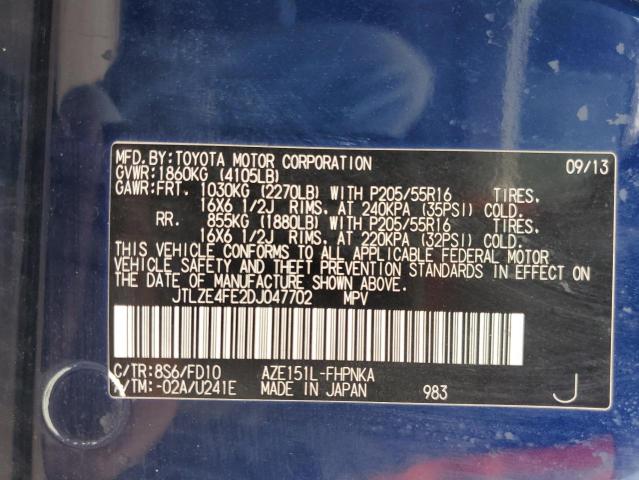 MFD.BY:TOYOTA MOTOR CORPORATION 09/13
GVWR:1860KG (4105LB)
GAWR:FRT. 1030KG (2270LB) WITH P205/55R16 TIRES,
16X6 1/2J RIMS, AT 240KPA (35PSI) COLD.
RR. 855KG (1880LB) WITH P205/55R16 TIRES,
16X6 1/2J RIMS, AT 220KPA (32PSI) COLD.
THIS VEHICLE CONFORMS TO ALL APPLICABLE FEDERAL MOTOR
VEHICLE SAFETY AND THEFT PREVENTION STANDARDS IN EFFECT ON
THE DATE OF MANUFACTURE SHOWN ABOVE.
JTLZE4FE2DJ047702 MPV
C/TR:8S6/FD10 AZE151L-FHPNKA
A/TM:-02A/U241E MADE IN JAPAN 983 J